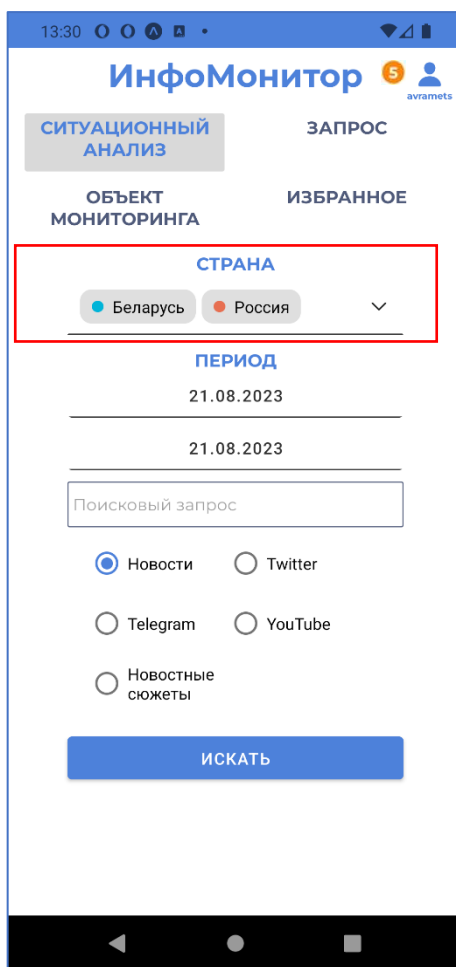 13:30
ИнфоМонитор
5
avramets
СИТУАЦИОННЫЙ
АНАЛИЗ
ЗАПРОС
ОБЪЕКТ
МОНИТОРИНГА
ИЗБРАННОЕ
СТРАНА
Беларусь Россия
ПЕРИОД
21.08.2023
21.08.2023
Поисковый запрос
Новости Twitter
Telegram YouTube
Новостные
сюжеты
ИСКАТЬ